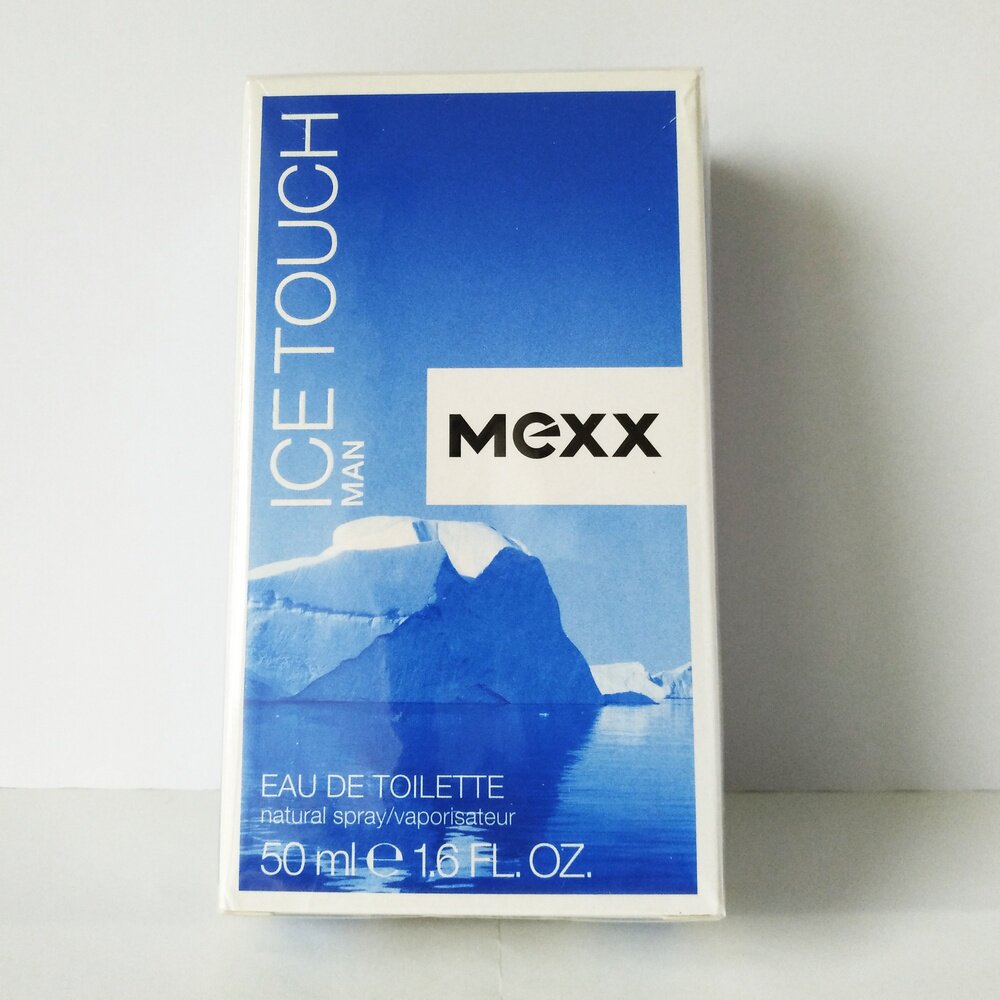 ICE TOUCH
MAN
MEXX
EAU DE TOILETTE
natural spray/vaporisateur
50 ml ℮ 1.6 FL. OZ.